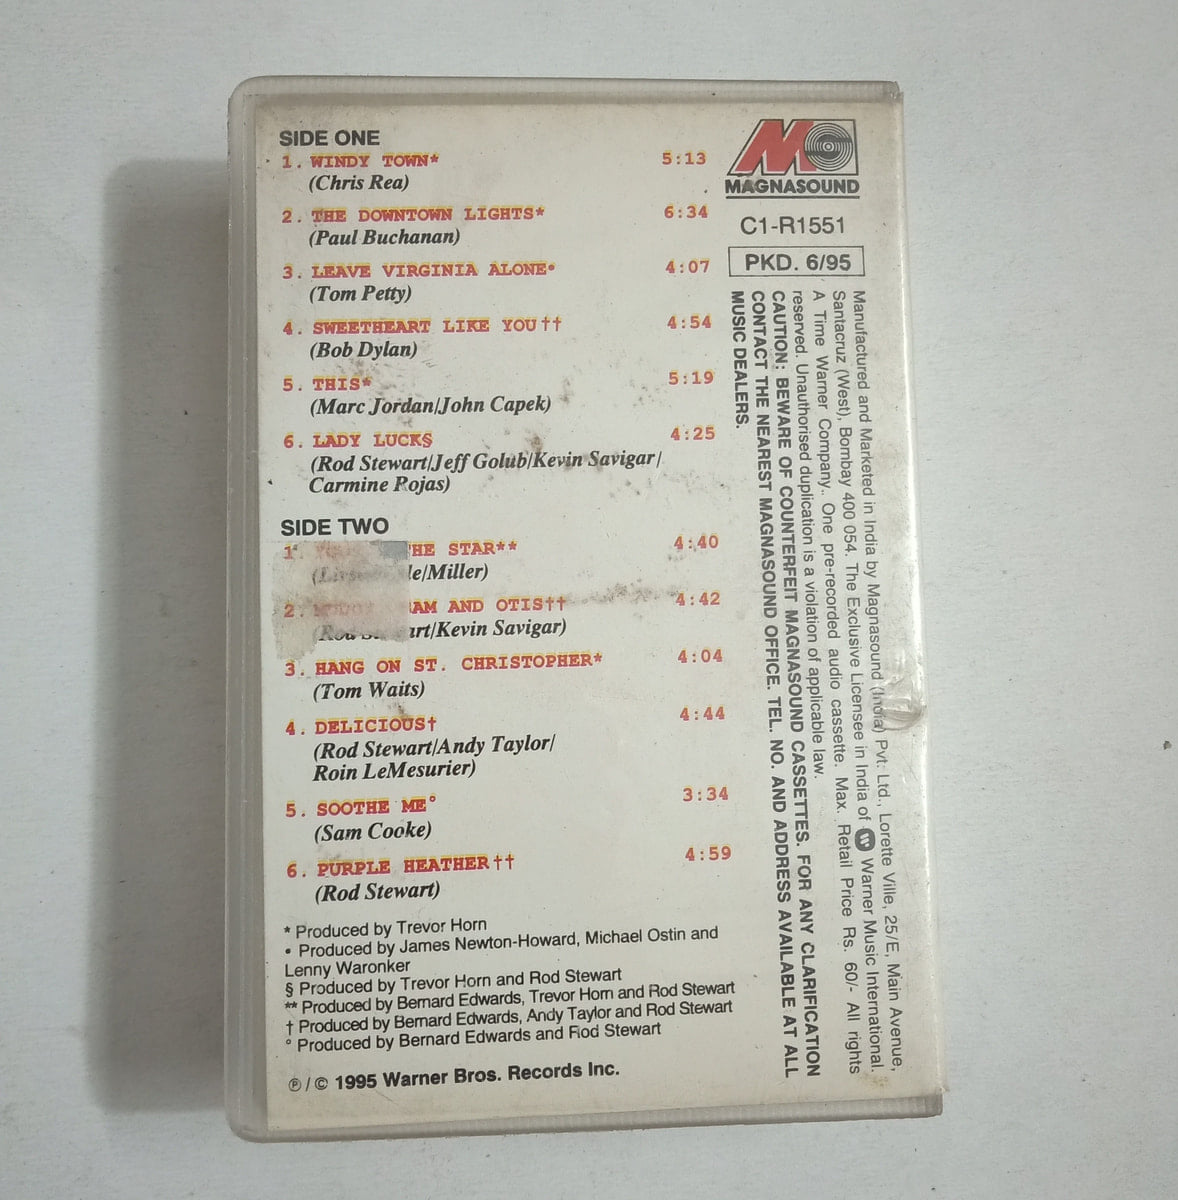 SIDE ONE
1. WINDY TOWN* 5:13
(Chris Rea)
2. THE DOWNTOWN LIGHTS* 6:34
(Paul Buchanan)
3. LEAVE VIRGINIA ALONE• 4:07
(Tom Petty)
4. SWEETHEART LIKE YOU†† 4:54
(Bob Dylan)
5. THIS* 5:19
(Marc Jordan/John Capek)
6. LADY LUCK§ 4:25
(Rod Stewart/Jeff Golub/Kevin Savigar/
Carmine Rojas)
SIDE TWO
1. THE STAR** 4:40
/Miller)
2. AND OTIS†† 4:42
(Rod Stewart/Kevin Savigar)
3. HANG ON ST. CHRISTOPHER* 4:04
(Tom Waits)
4. DELICIOUS† 4:44
(Rod Stewart/Andy Taylor/
Roin LeMesurier)
5. SOOTHE ME° 3:34
(Sam Cooke)
6. PURPLE HEATHER†† 4:59
(Rod Stewart)
* Produced by Trevor Horn
• Produced by James Newton-Howard, Michael Ostin and
Lenny Waronker
§ Produced by Trevor Horn and Rod Stewart
** Produced by Bernard Edwards, Trevor Horn and Rod Stewart
† Produced by Bernard Edwards, Andy Taylor and Rod Stewart
° Produced by Bernard Edwards and Rod Stewart
℗/© 1995 Warner Bros. Records Inc.
MAGNASOUND
C1-R1551
PKD. 6/95
Manufactured and Marketed in India by Magnasound (India) Pvt. Ltd., Lorette Ville, 25/E, Main Avenue,
Santacruz (West), Bombay 400 054. The Exclusive Licensee in India of Warner Music International.
A Time Warner Company.. One pre-recorded audio cassette. Max. Retail Price Rs. 60/- All rights
reserved. Unauthorised duplication is a violation of applicable law.
CAUTION: BEWARE OF COUNTERFEIT MAGNASOUND CASSETTES. FOR ANY CLARIFICATION
CONTACT THE NEAREST MAGNASOUND OFFICE. TEL. NO. AND ADDRESS AVAILABLE AT ALL
MUSIC DEALERS.